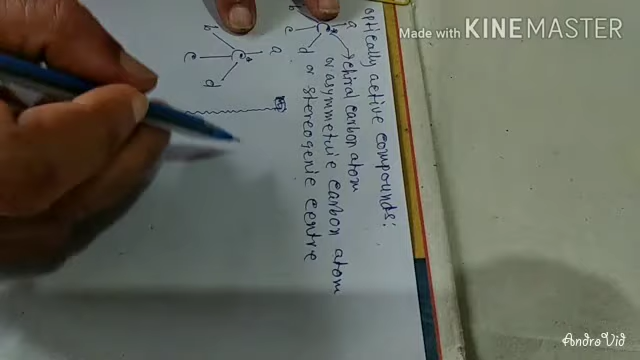 optically active compounds:
b a
C*
c d
chiral carbon atom
or asymmetric carbon atom
or stereogenic centre
b
c C* a
d
Made with KINEMASTER
AndroVid